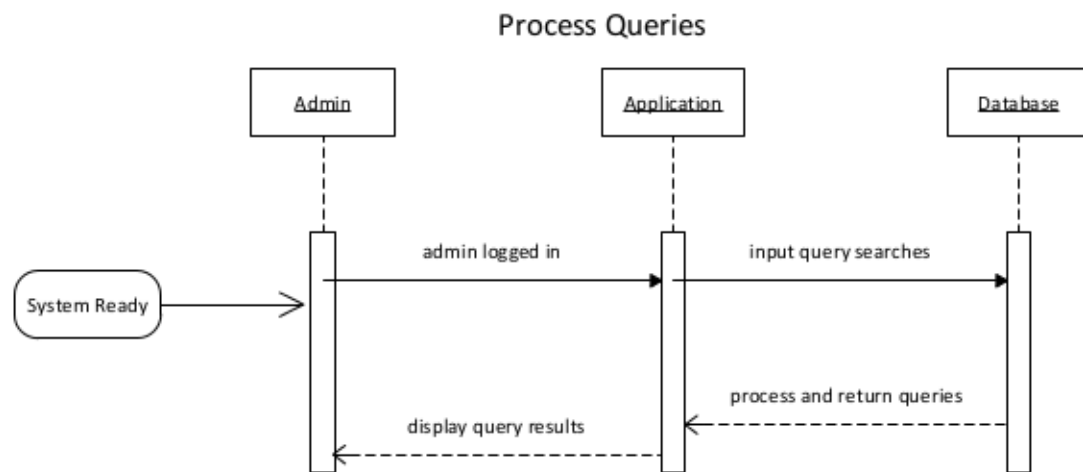 Process Queries
Admin
Application
Database
admin logged in
input query searches
System Ready
process and return queries
display query results